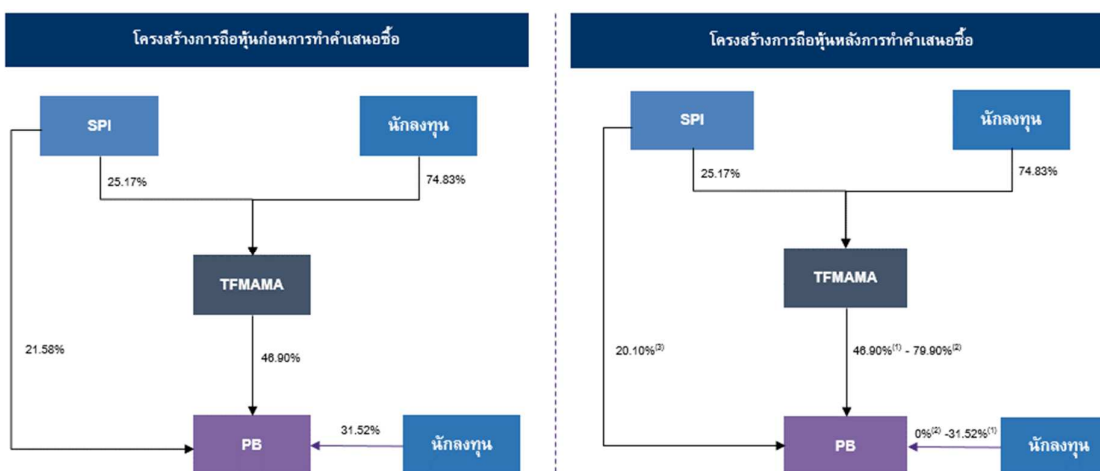 โครงสร้างการถือหุ้นก่อนการทำคำเสนอซื้อ
SPI
นักลงทุน
25.17%
74.83%
TFMAMA
21.58%
46.90%
PB
31.52%
นักลงทุน
โครงสร้างการถือหุ้นหลังการทำคำเสนอซื้อ
SPI
นักลงทุน
25.17%
74.83%
TFMAMA
20.10%(3)
46.90%(1) - 79.90%(2)
PB
0%(2) -31.52%(1)
นักลงทุน